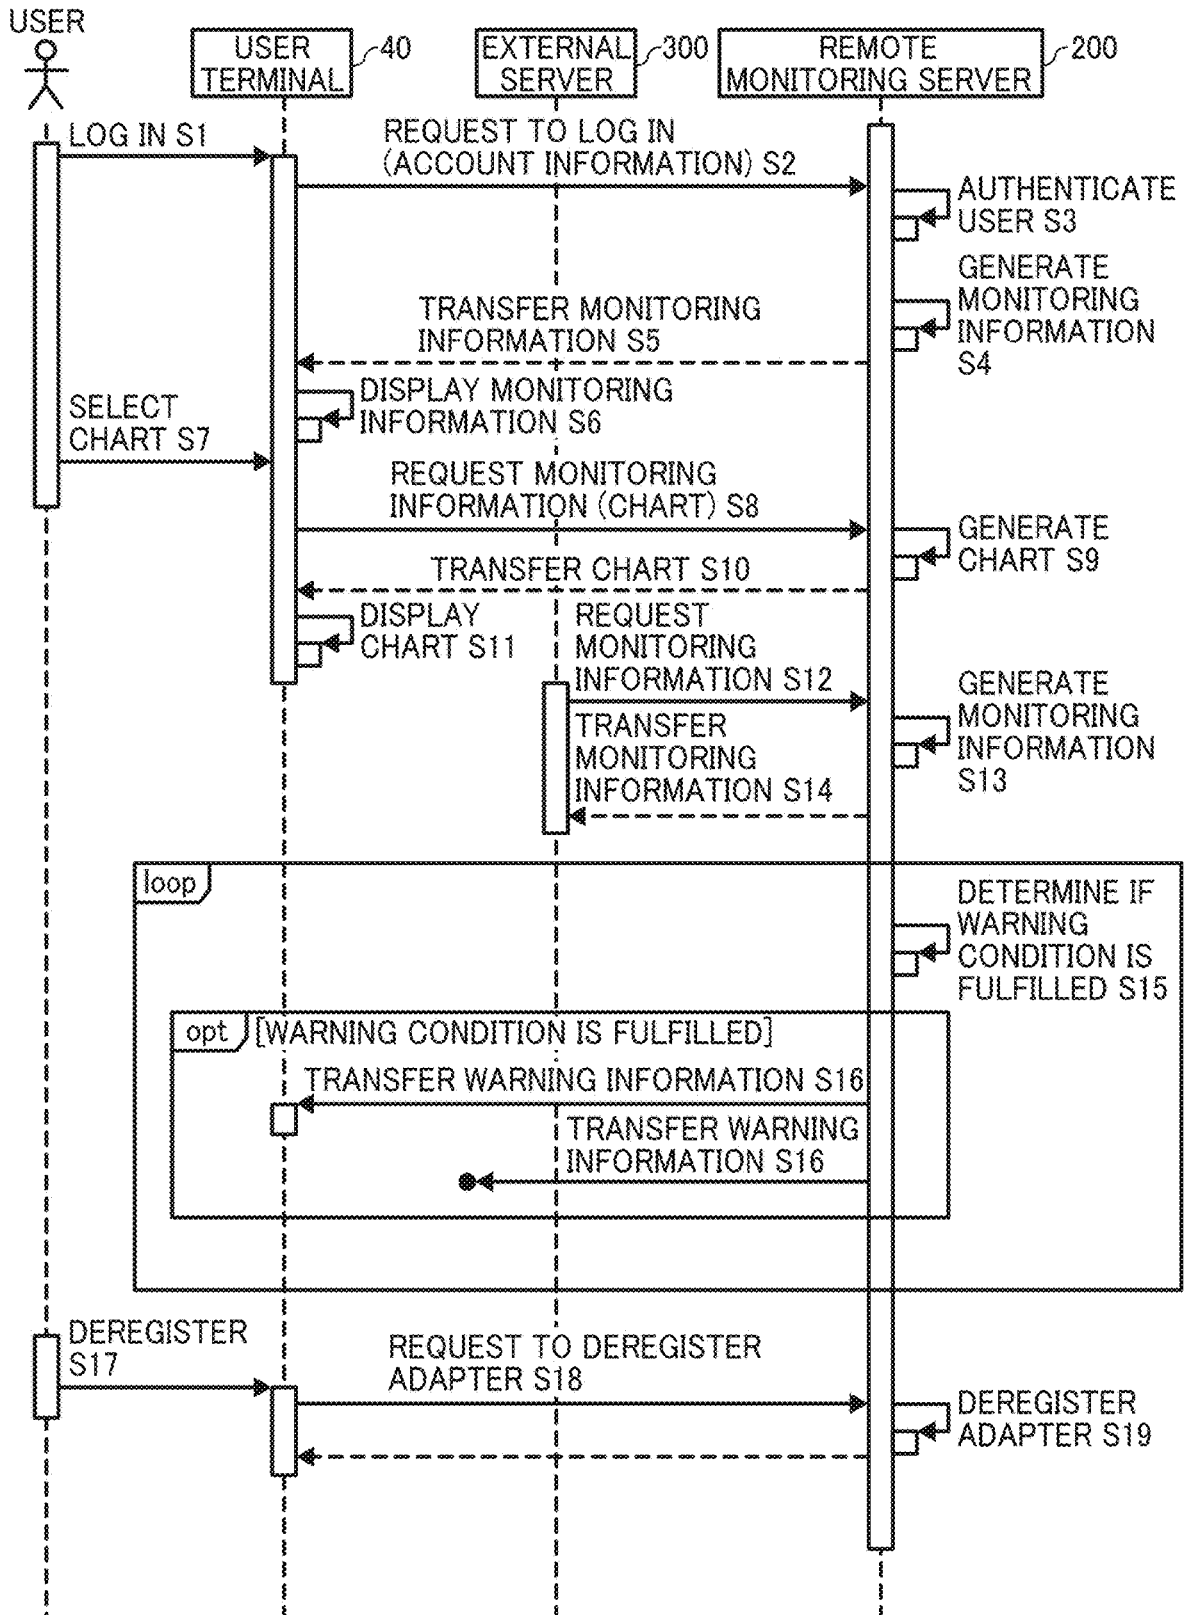 USER
USER
TERMINAL
40
EXTERNAL
SERVER
300
REMOTE
MONITORING SERVER
200
LOG IN S1
REQUEST TO LOG IN
(ACCOUNT INFORMATION) S2
AUTHENTICATE
USER S3
GENERATE
MONITORING
INFORMATION
S4
TRANSFER MONITORING
INFORMATION S5
DISPLAY MONITORING
INFORMATION S6
SELECT
CHART S7
REQUEST MONITORING
INFORMATION (CHART) S8
GENERATE
CHART S9
TRANSFER CHART S10
DISPLAY
CHART S11
REQUEST
MONITORING
INFORMATION S12
GENERATE
MONITORING
INFORMATION
S13
TRANSFER
MONITORING
INFORMATION S14
loop
DETERMINE IF
WARNING
CONDITION IS
FULFILLED S15
opt
[WARNING CONDITION IS FULFILLED]
TRANSFER WARNING INFORMATION S16
TRANSFER WARNING
INFORMATION S16
DEREGISTER
S17
REQUEST TO DEREGISTER
ADAPTER S18
DEREGISTER
ADAPTER S19